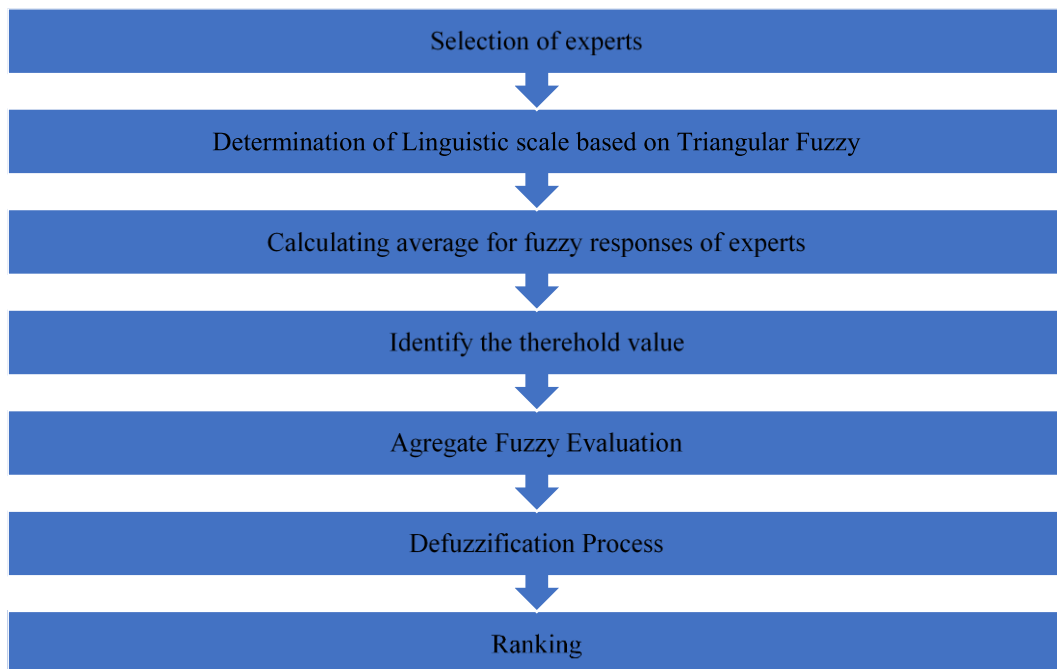 Selection of experts
Determination of Linguistic scale based on Triangular Fuzzy
Calculating average for fuzzy responses of experts
Identify the therehold value
Agregate Fuzzy Evaluation
Defuzzification Process
Ranking